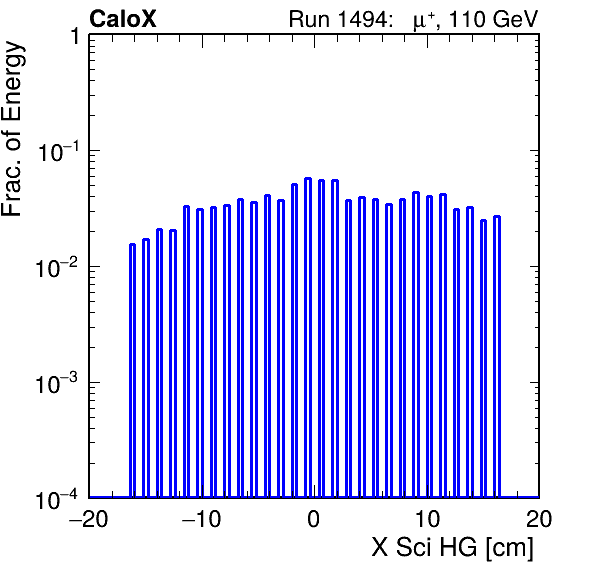 CaloX Run 1494: μ⁺, 110 GeV
Frac. of Energy
1
10⁻¹
10⁻²
10⁻³
10⁻⁴
−20 −10 0 10 20
X Sci HG [cm]